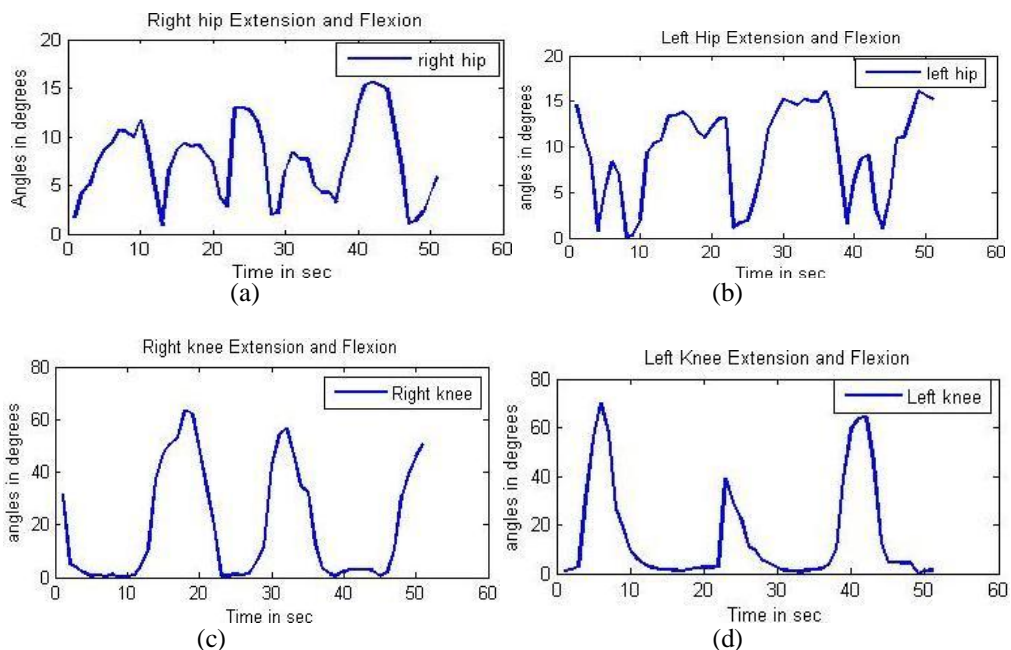 Right hip Extension and Flexion
right hip
Angles in degrees
20
15
10
5
0
0 10 20 30 40 50 60
Time in sec
(a)
Left Hip Extension and Flexion
left hip
angles in degrees
20
15
10
5
0
0 10 20 30 40 50 60
Time in sec
(b)
Right knee Extension and Flexion
Right knee
angles in degrees
80
60
40
20
0
0 10 20 30 40 50 60
Time in sec
(c)
Left Knee Extension and Flexion
Left knee
angles in degrees
80
60
40
20
0
0 10 20 30 40 50 60
Time in sec
(d)